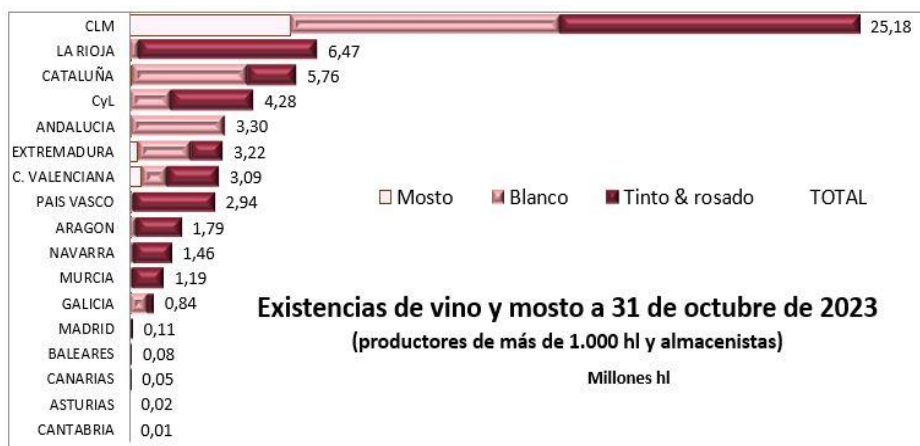 CLM 25,18
LA RIOJA 6,47
CATALUÑA 5,76
CyL 4,28
ANDALUCIA 3,30
EXTREMADURA 3,22
C. VALENCIANA 3,09
PAIS VASCO 2,94
Mosto Blanco Tinto & rosado TOTAL
ARAGON 1,79
NAVARRA 1,46
MURCIA 1,19
GALICIA 0,84
MADRID 0,11
BALEARES 0,08
CANARIAS 0,05
ASTURIAS 0,02
CANTABRIA 0,01
Existencias de vino y mosto a 31 de octubre de 2023
(productores de más de 1.000 hl y almacenistas)
Millones hl